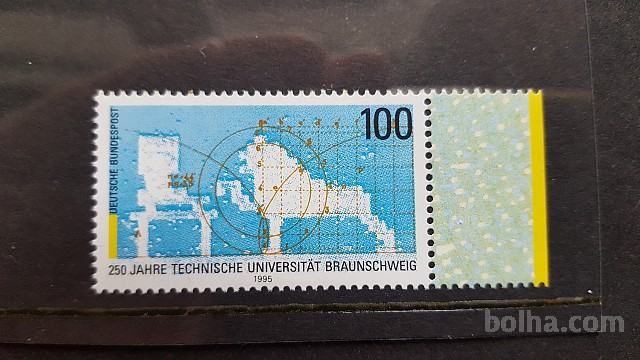 100
DEUTSCHE BUNDESPOST
250 JAHRE TECHNISCHE UNIVERSITÄT BRAUNSCHWEIG
1995
bolha.com